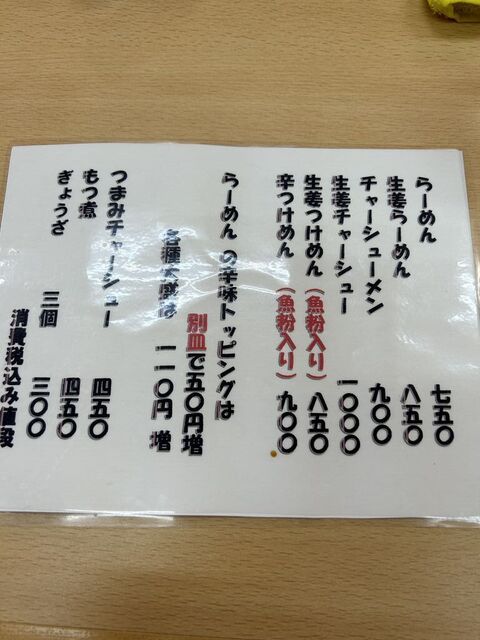 らーめん 七五〇
生姜らーめん 八五〇
チャーシューメン 九〇〇
生姜チャーシュー 一〇〇〇
生姜つけめん（魚粉入り） 八五〇
辛つけめん（魚粉入り） 九〇〇
らーめんの辛味トッピングは
別皿で五〇円増
各種大盛は 一一〇円増
つまみチャーシュー 四五〇
もつ煮 四五〇
ぎょうざ 三個 三〇〇
消費税込み値段